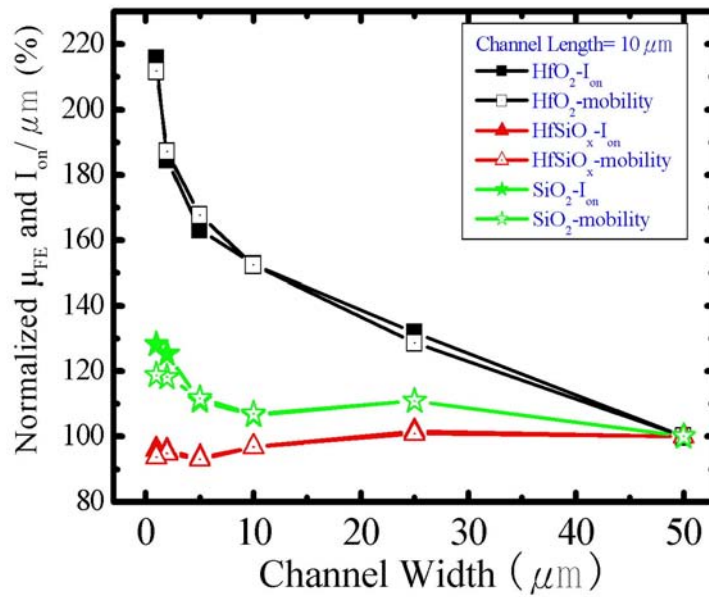 Normalized μFE and Ion/μm (%)
220
200
180
160
140
120
100
80
Channel Length= 10 μm
HfO2-Ion
HfO2-mobility
HfSiOx-Ion
HfSiOx-mobility
SiO2-Ion
SiO2-mobility
0 10 20 30 40 50
Channel Width (μm)